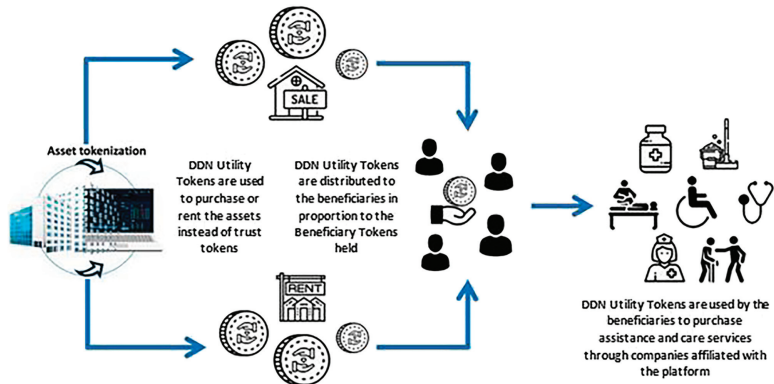 SALE
Asset tokenization
DDN Utility
Tokens are used
to purchase or
rent the assets
instead of trust
tokens
DDN Utility Tokens
are distributed to
the beneficiaries in
proportion to the
Beneficiary Tokens
held
RENT
DDN Utility Tokens are used by the
beneficiaries to purchase
assistance and care services
through companies affiliated with
the platform